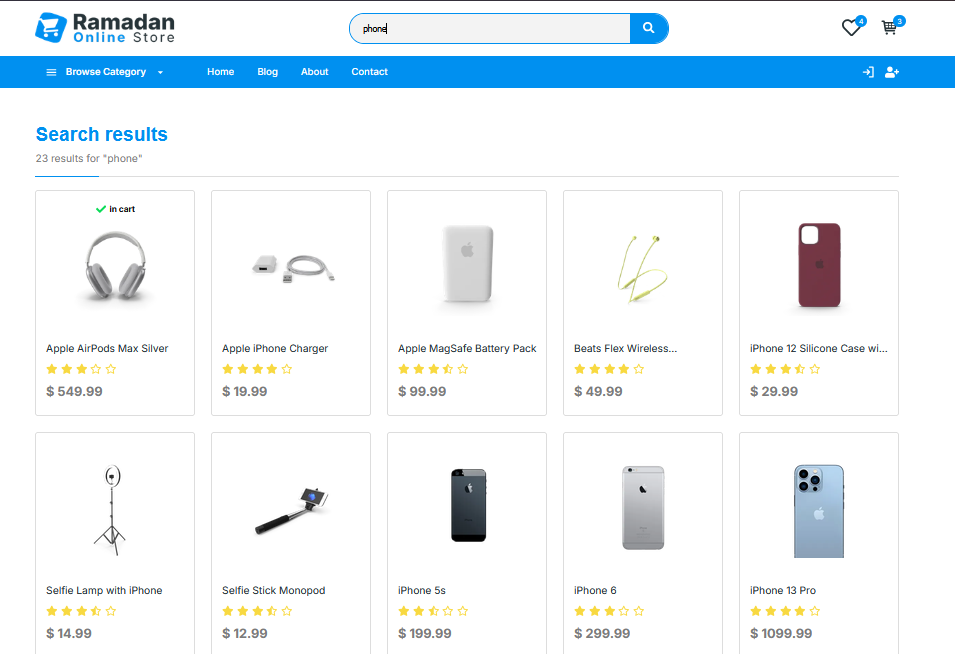 Ramadan
Online Store
phone
4
3
Browse Category
Home
Blog
About
Contact
Search results
23 results for "phone"
in cart
Apple AirPods Max Silver
$ 549.99
Apple iPhone Charger
$ 19.99
Apple MagSafe Battery Pack
$ 99.99
Beats Flex Wireless...
$ 49.99
iPhone 12 Silicone Case wi...
$ 29.99
Selfie Lamp with iPhone
$ 14.99
Selfie Stick Monopod
$ 12.99
iPhone 5s
$ 199.99
iPhone 6
$ 299.99
iPhone 13 Pro
$ 1099.99